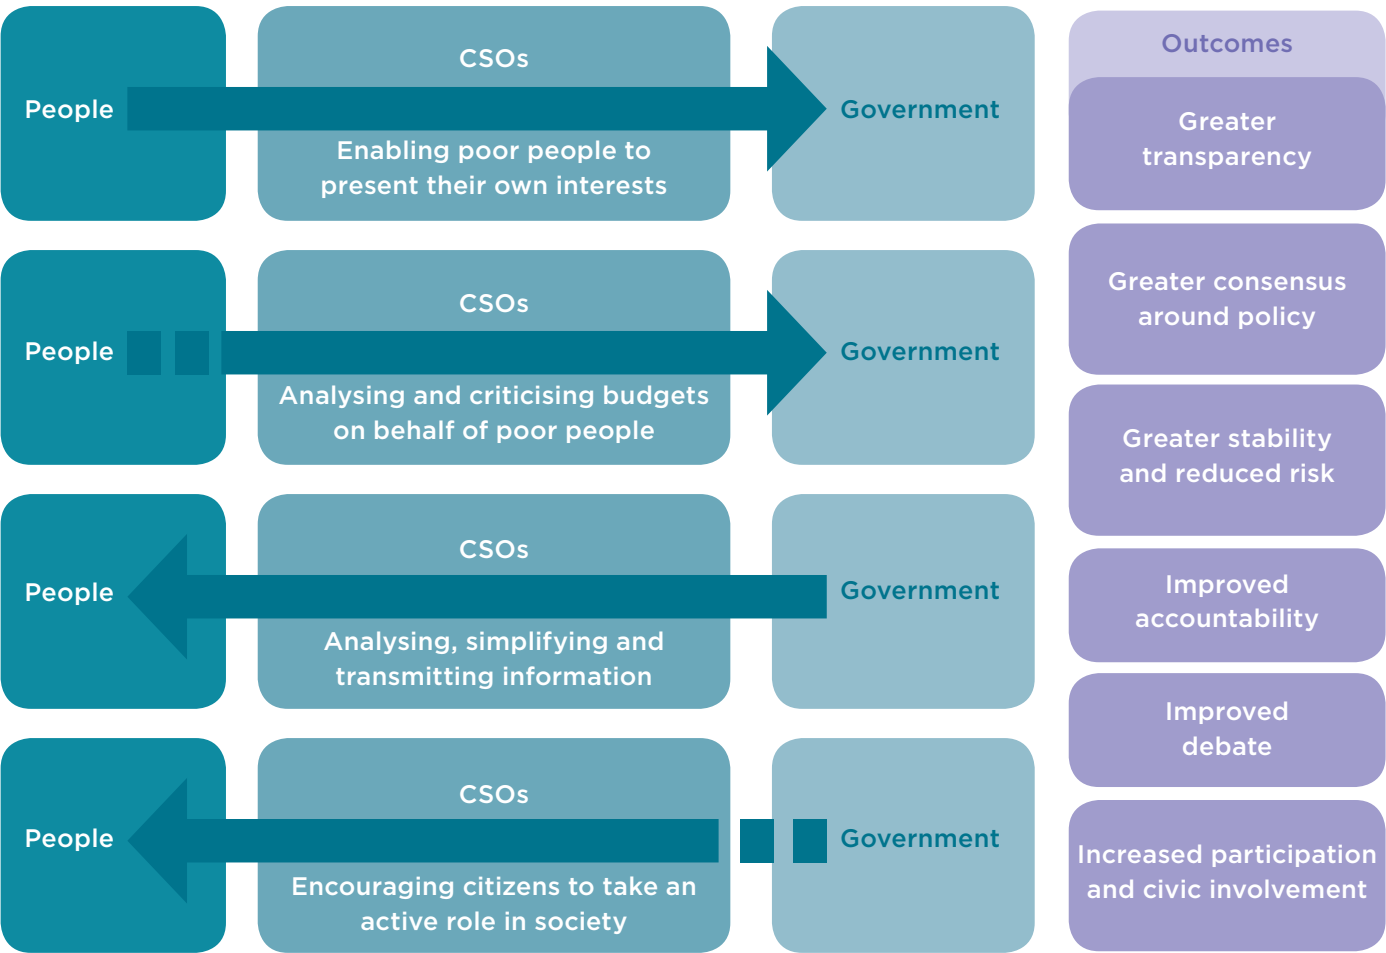 People
CSOs
Enabling poor people to
present their own interests
Government
People
CSOs
Analysing and criticising budgets
on behalf of poor people
Government
People
CSOs
Analysing, simplifying and
transmitting information
Government
People
CSOs
Encouraging citizens to take an
active role in society
Government
Outcomes
Greater
transparency
Greater consensus
around policy
Greater stability
and reduced risk
Improved
accountability
Improved
debate
Increased participation
and civic involvement